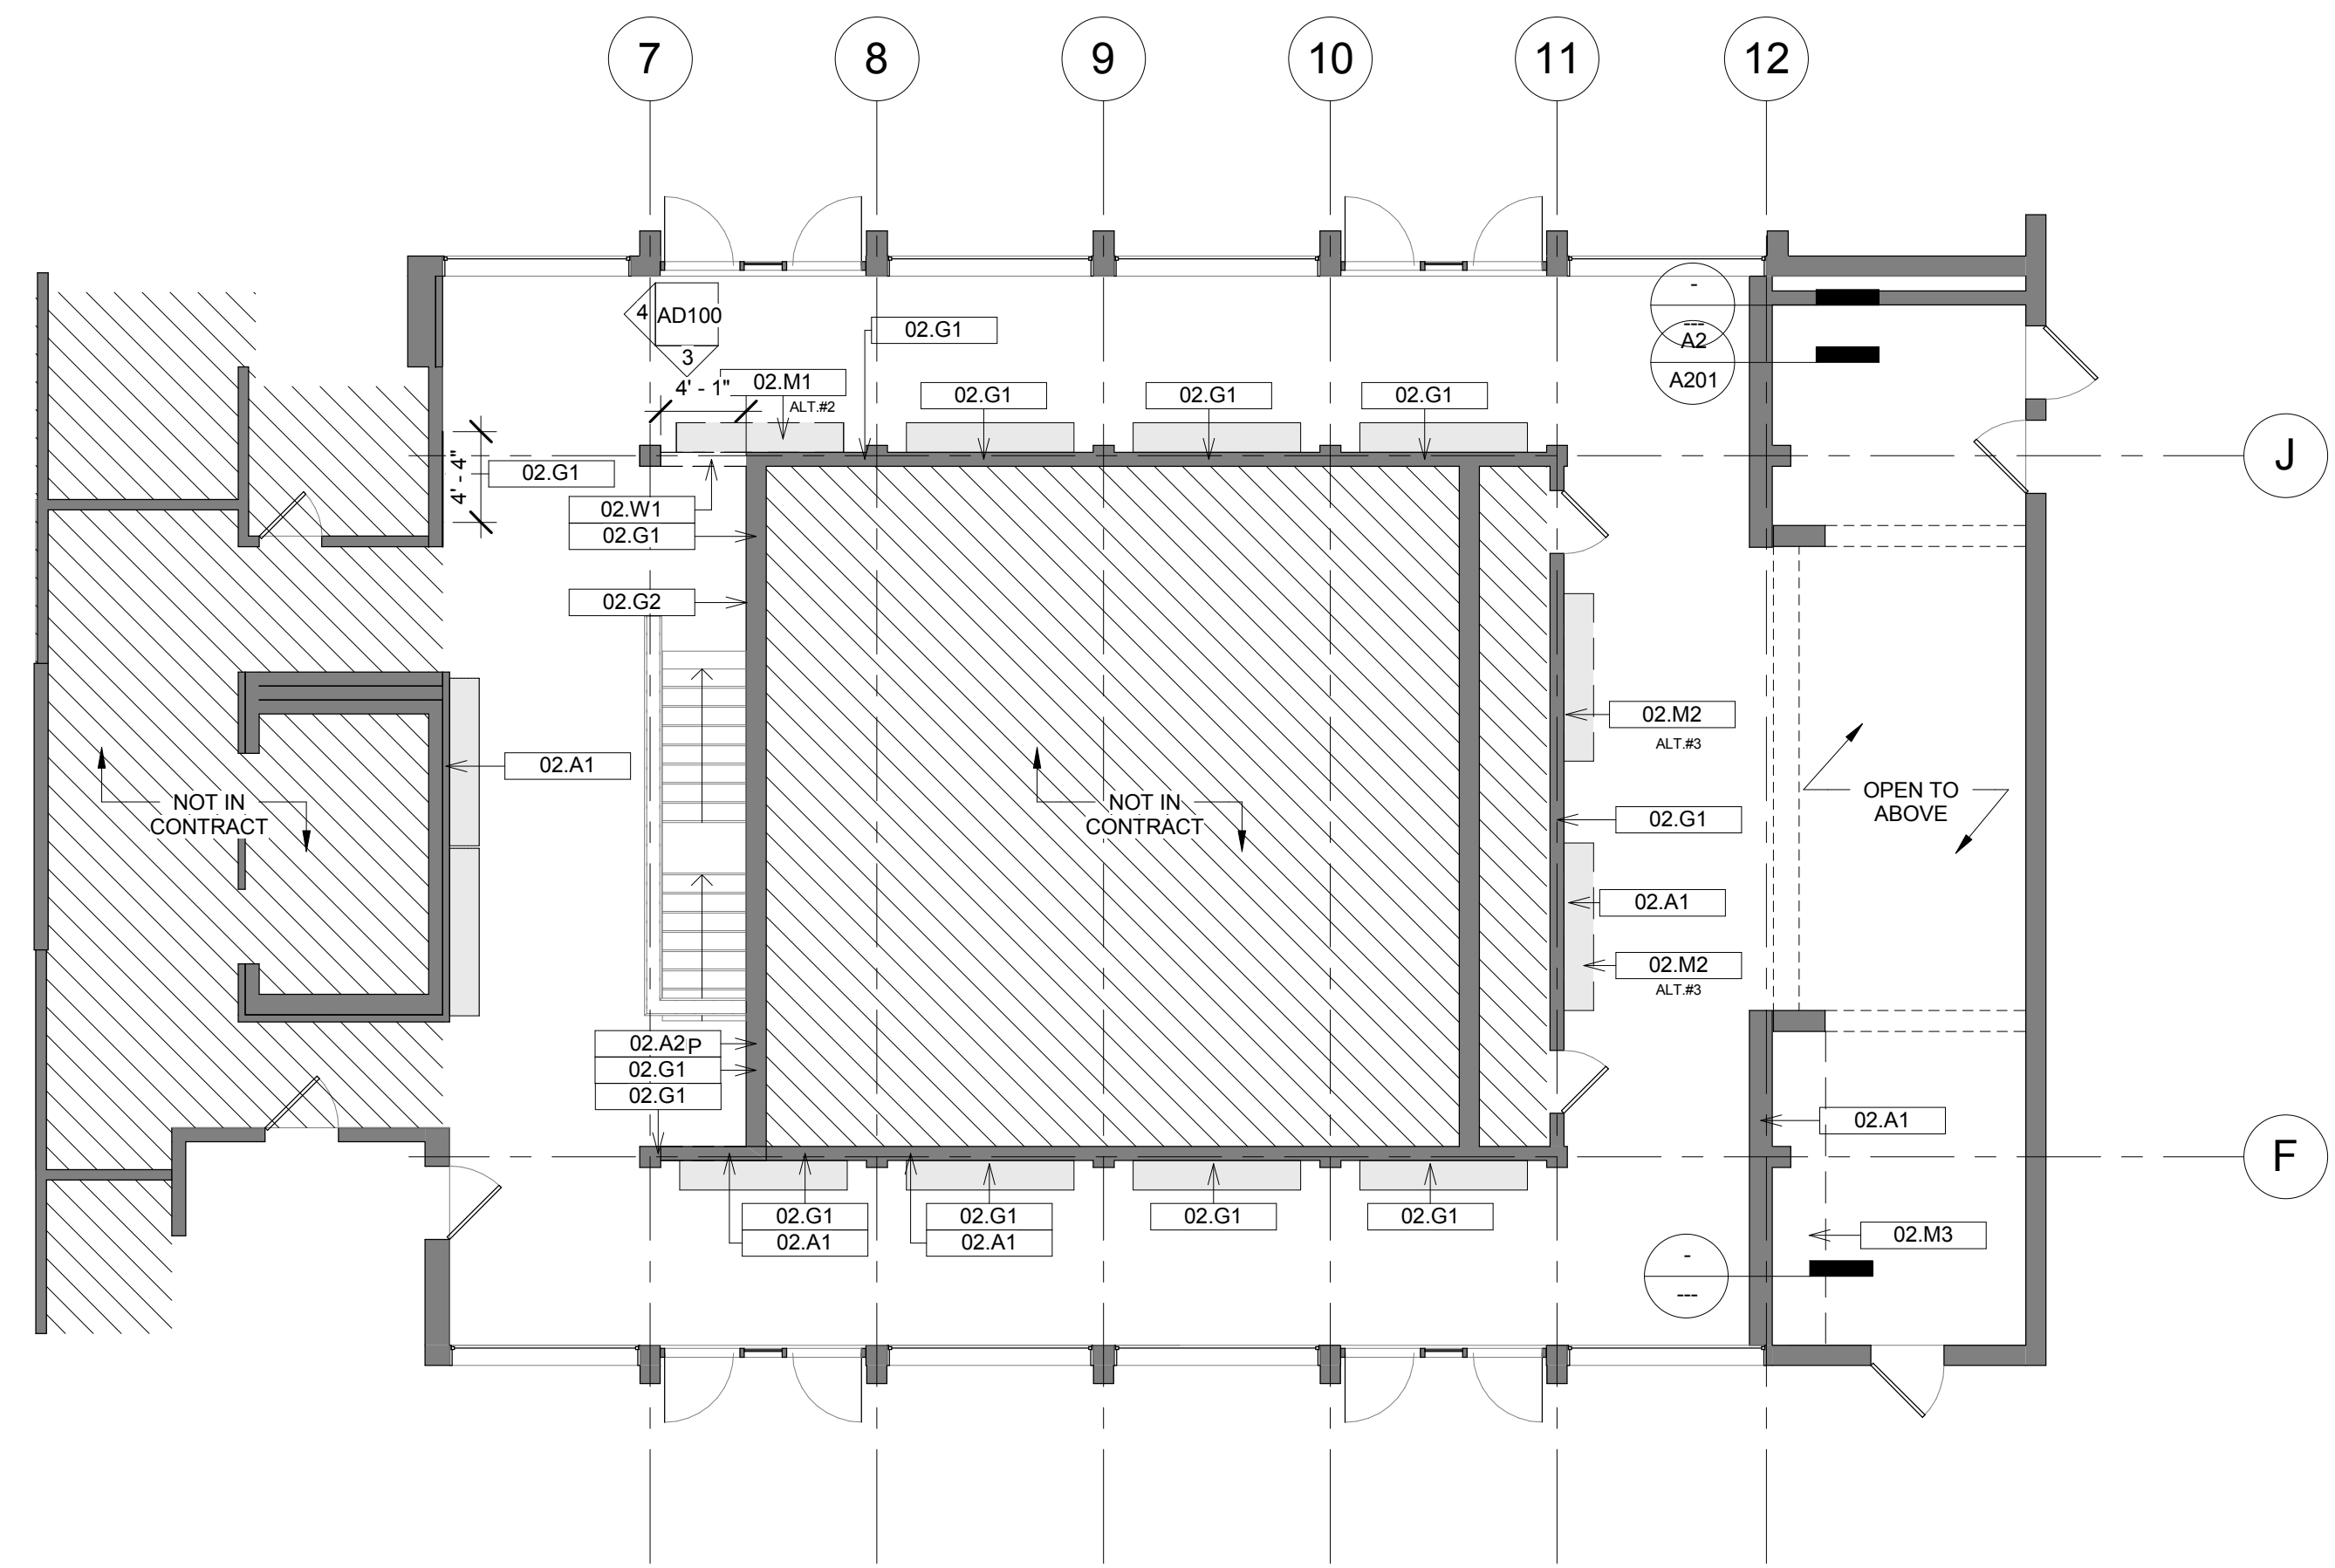 7
8
9
10
11
12
4
AD100
3
-
---
A2
A201
02.G1
4' - 1"
02.M1
ALT.#2
02.G1
02.G1
02.G1
J
4' - 4"
02.G1
02.W1
02.G1
02.G2
02.M2
ALT.#3
02.A1
NOT IN
CONTRACT
NOT IN
CONTRACT
OPEN TO
ABOVE
02.G1
02.A1
02.M2
ALT.#3
02.A2
P
02.G1
02.G1
02.A1
F
02.G1
02.A1
02.G1
02.A1
02.G1
02.G1
02.M3
-
---